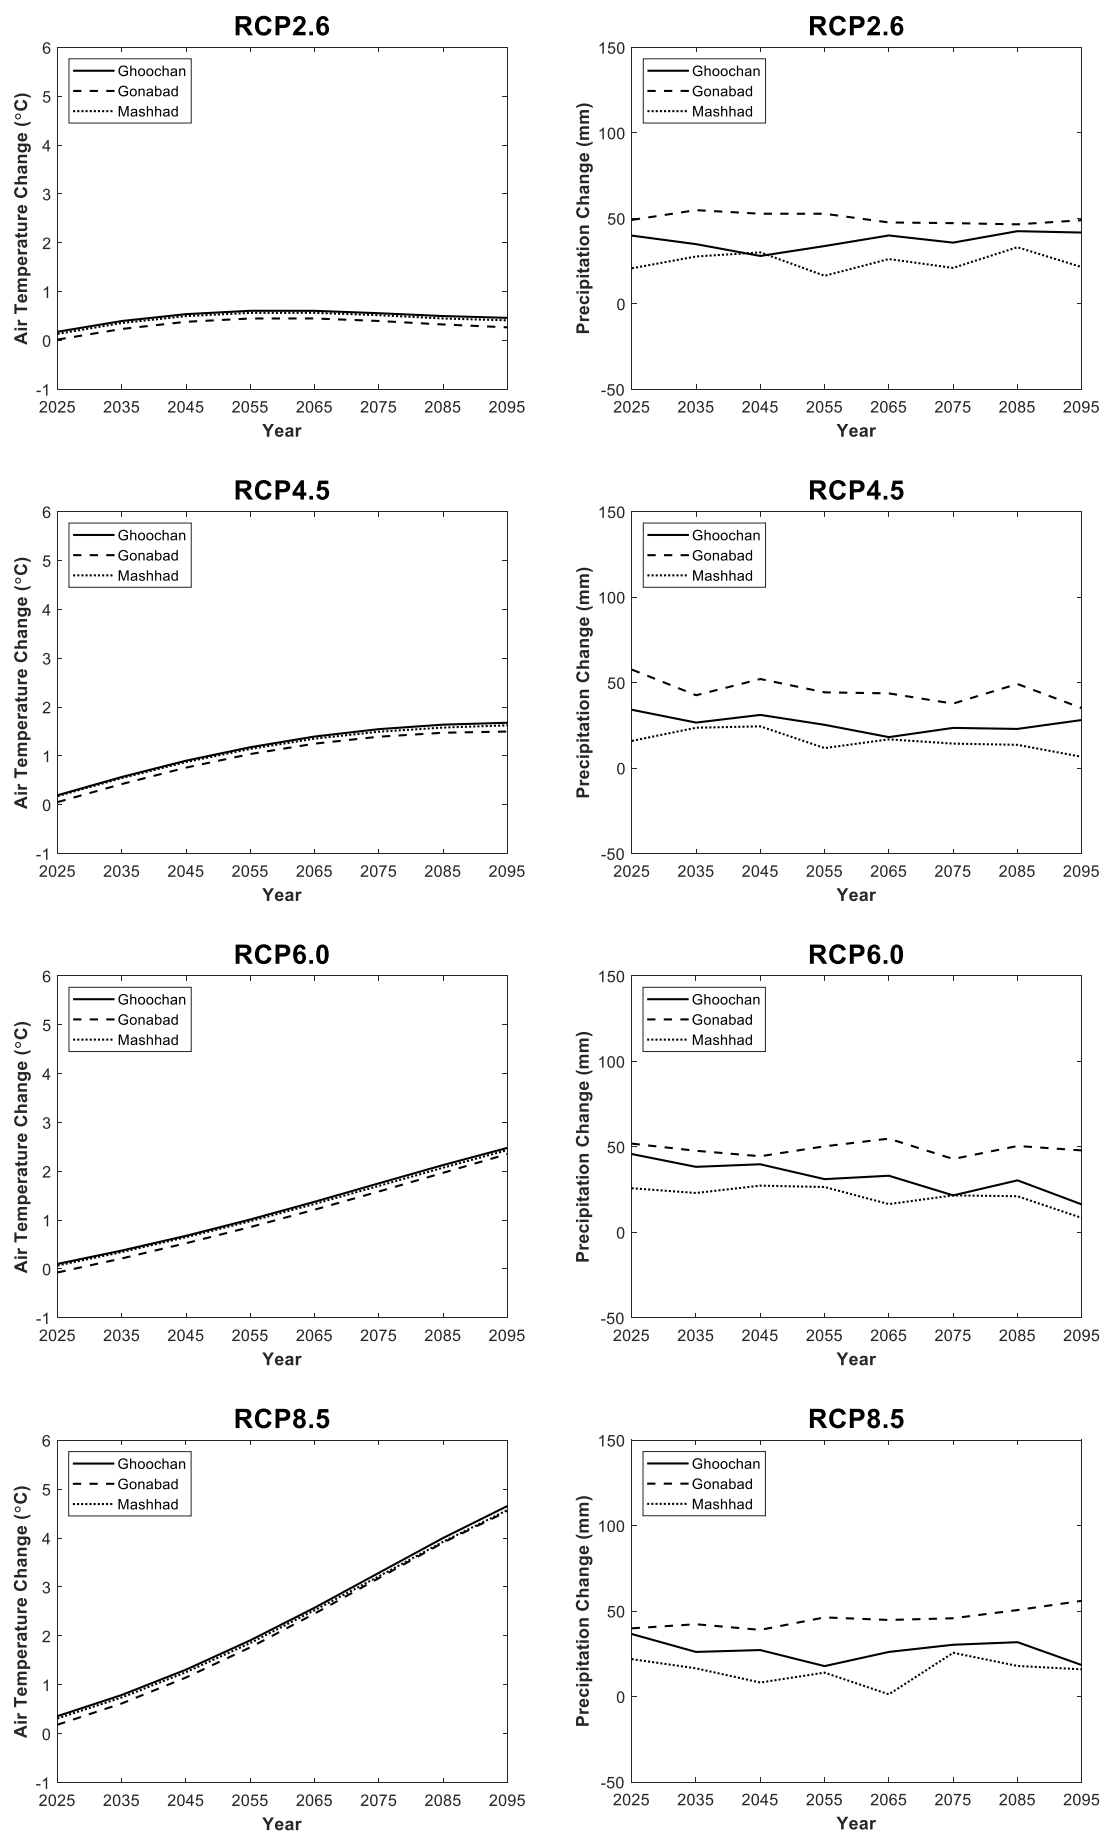 RCP2.6
6
5
4
3
2
1
0
-1
Air Temperature Change (°C)
Ghoochan
Gonabad
Mashhad
2025 2035 2045 2055 2065 2075 2085 2095
Year
RCP2.6
150
100
50
0
-50
Precipitation Change (mm)
Ghoochan
Gonabad
Mashhad
2025 2035 2045 2055 2065 2075 2085 2095
Year
RCP4.5
6
5
4
3
2
1
0
-1
Air Temperature Change (°C)
Ghoochan
Gonabad
Mashhad
2025 2035 2045 2055 2065 2075 2085 2095
Year
RCP4.5
150
100
50
0
-50
Precipitation Change (mm)
Ghoochan
Gonabad
Mashhad
2025 2035 2045 2055 2065 2075 2085 2095
Year
RCP6.0
6
5
4
3
2
1
0
-1
Air Temperature Change (°C)
Ghoochan
Gonabad
Mashhad
2025 2035 2045 2055 2065 2075 2085 2095
Year
RCP6.0
150
100
50
0
-50
Precipitation Change (mm)
Ghoochan
Gonabad
Mashhad
2025 2035 2045 2055 2065 2075 2085 2095
Year
RCP8.5
6
5
4
3
2
1
0
-1
Air Temperature Change (°C)
Ghoochan
Gonabad
Mashhad
2025 2035 2045 2055 2065 2075 2085 2095
Year
RCP8.5
150
100
50
0
-50
Precipitation Change (mm)
Ghoochan
Gonabad
Mashhad
2025 2035 2045 2055 2065 2075 2085 2095
Year